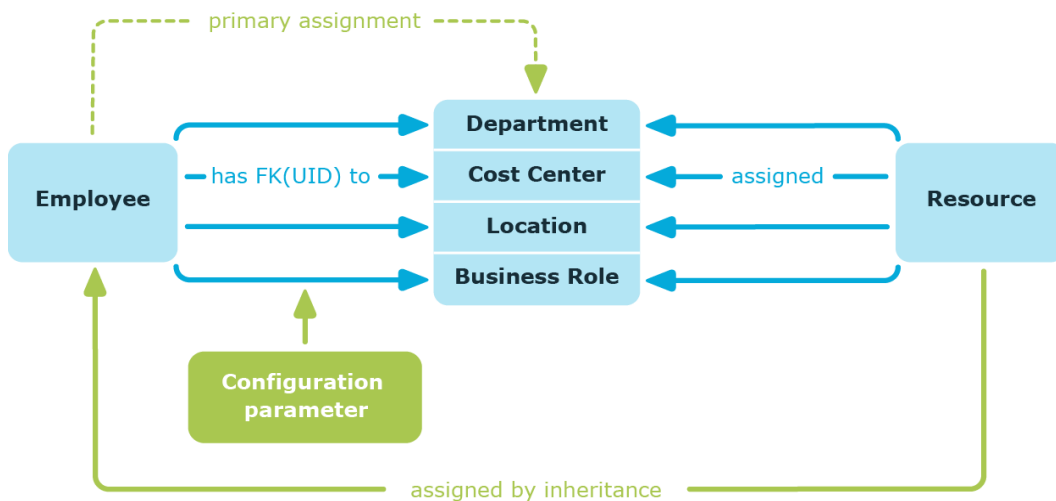 primary assignment
Department
has FK(UID) to
Cost Center
assigned
Employee
Resource
Location
Business Role
Configuration
parameter
assigned by inheritance